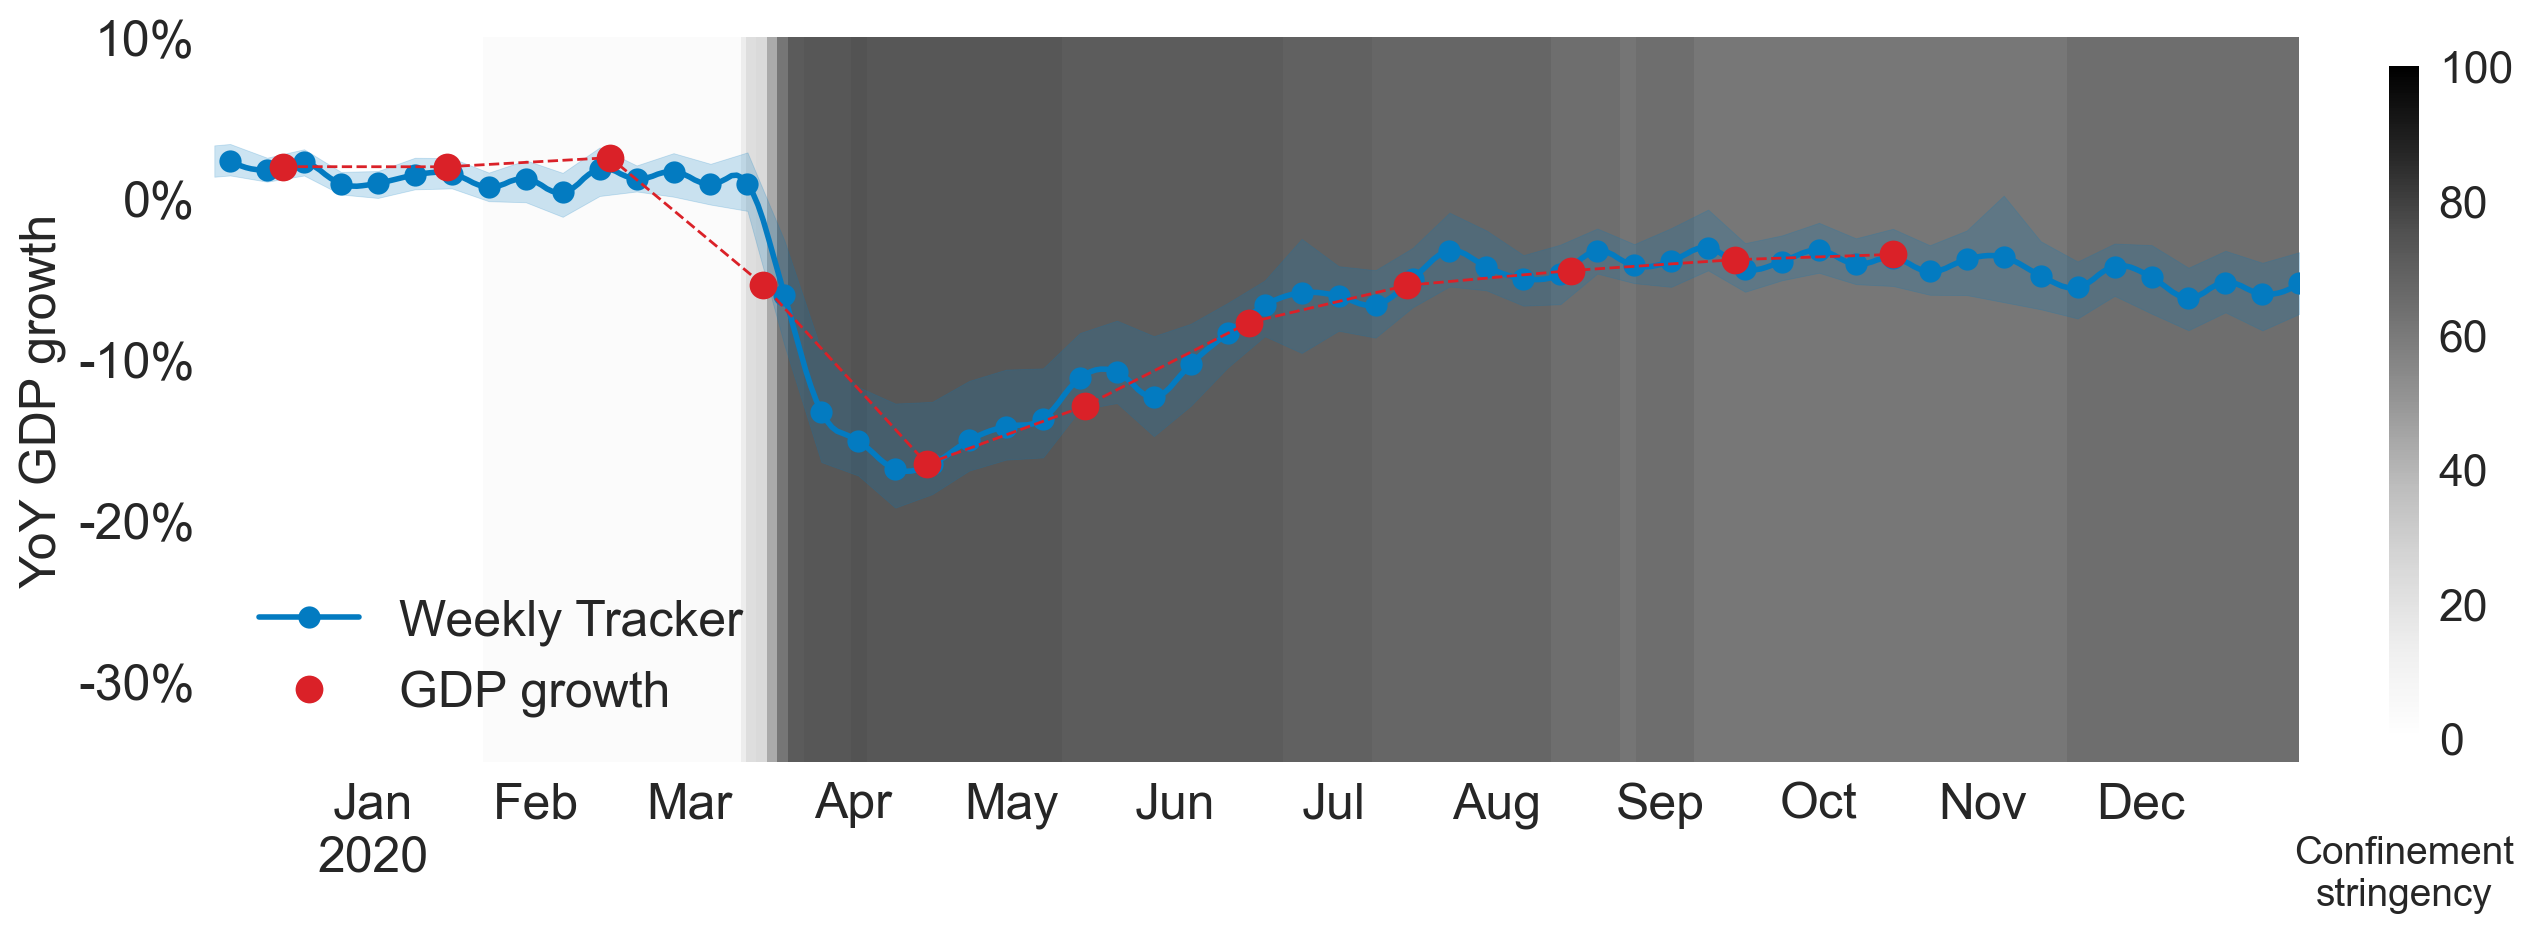 10%
0%
-10%
-20%
-30%
YoY GDP growth
Weekly Tracker
GDP growth
Jan Feb Mar Apr May Jun Jul Aug Sep Oct Nov Dec
2020
100
80
60
40
20
0
Confinement
stringency